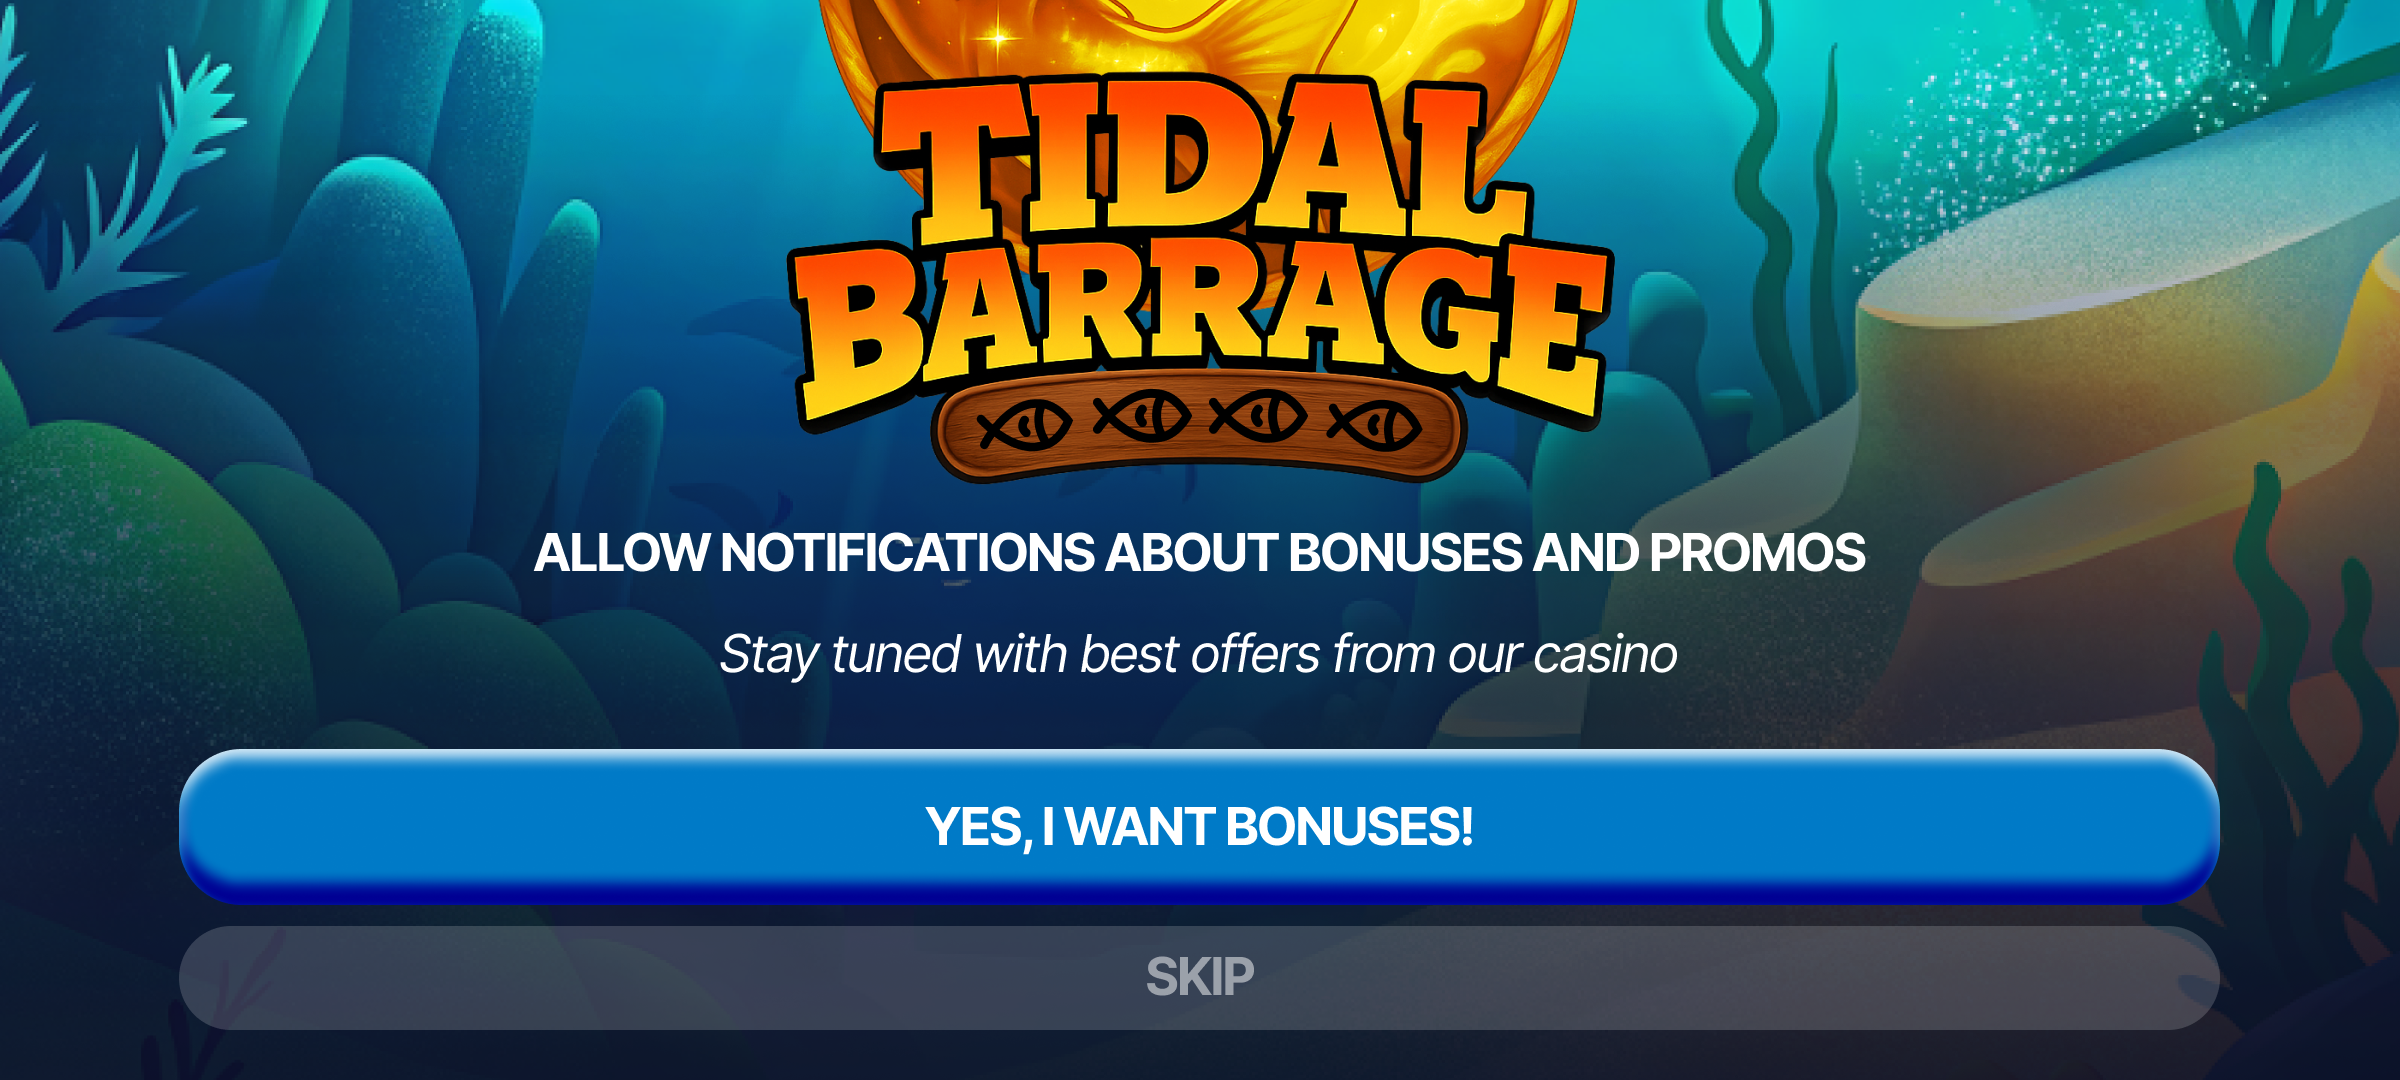 TIDAL
BARRAGE
ALLOW NOTIFICATIONS ABOUT BONUSES AND PROMOS
Stay tuned with best offers from our casino
YES, I WANT BONUSES!
SKIP